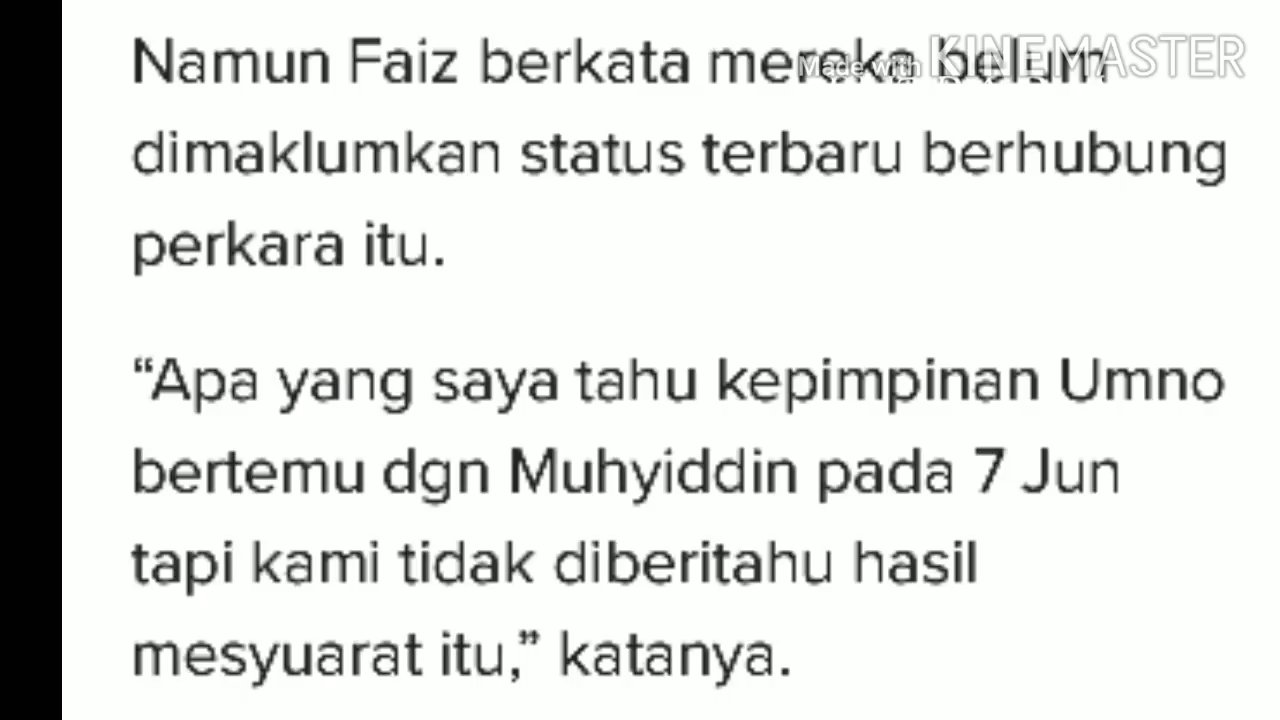 Namun Faiz berkata mereka belum
Made with KINEMASTER
dimaklumkan status terbaru berhubung
perkara itu.
“Apa yang saya tahu kepimpinan Umno
bertemu dgn Muhyiddin pada 7 Jun
tapi kami tidak diberitahu hasil
mesyuarat itu,” katanya.